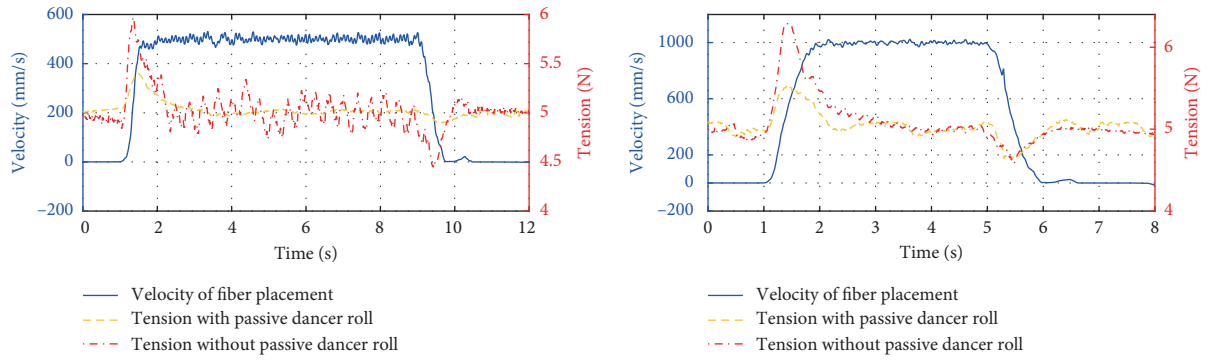 600
400
200
0
−200
Velocity (mm/s)
6
5.5
5
4.5
4
Tension (N)
0 2 4 6 8 10 12
Time (s)
Velocity of fiber placement
Tension with passive dancer roll
Tension without passive dancer roll
1000
600
200
0
−200
Velocity (mm/s)
6
5
4
Tension (N)
0 1 2 3 4 5 6 7 8
Time (s)
Velocity of fiber placement
Tension with passive dancer roll
Tension without passive dancer roll